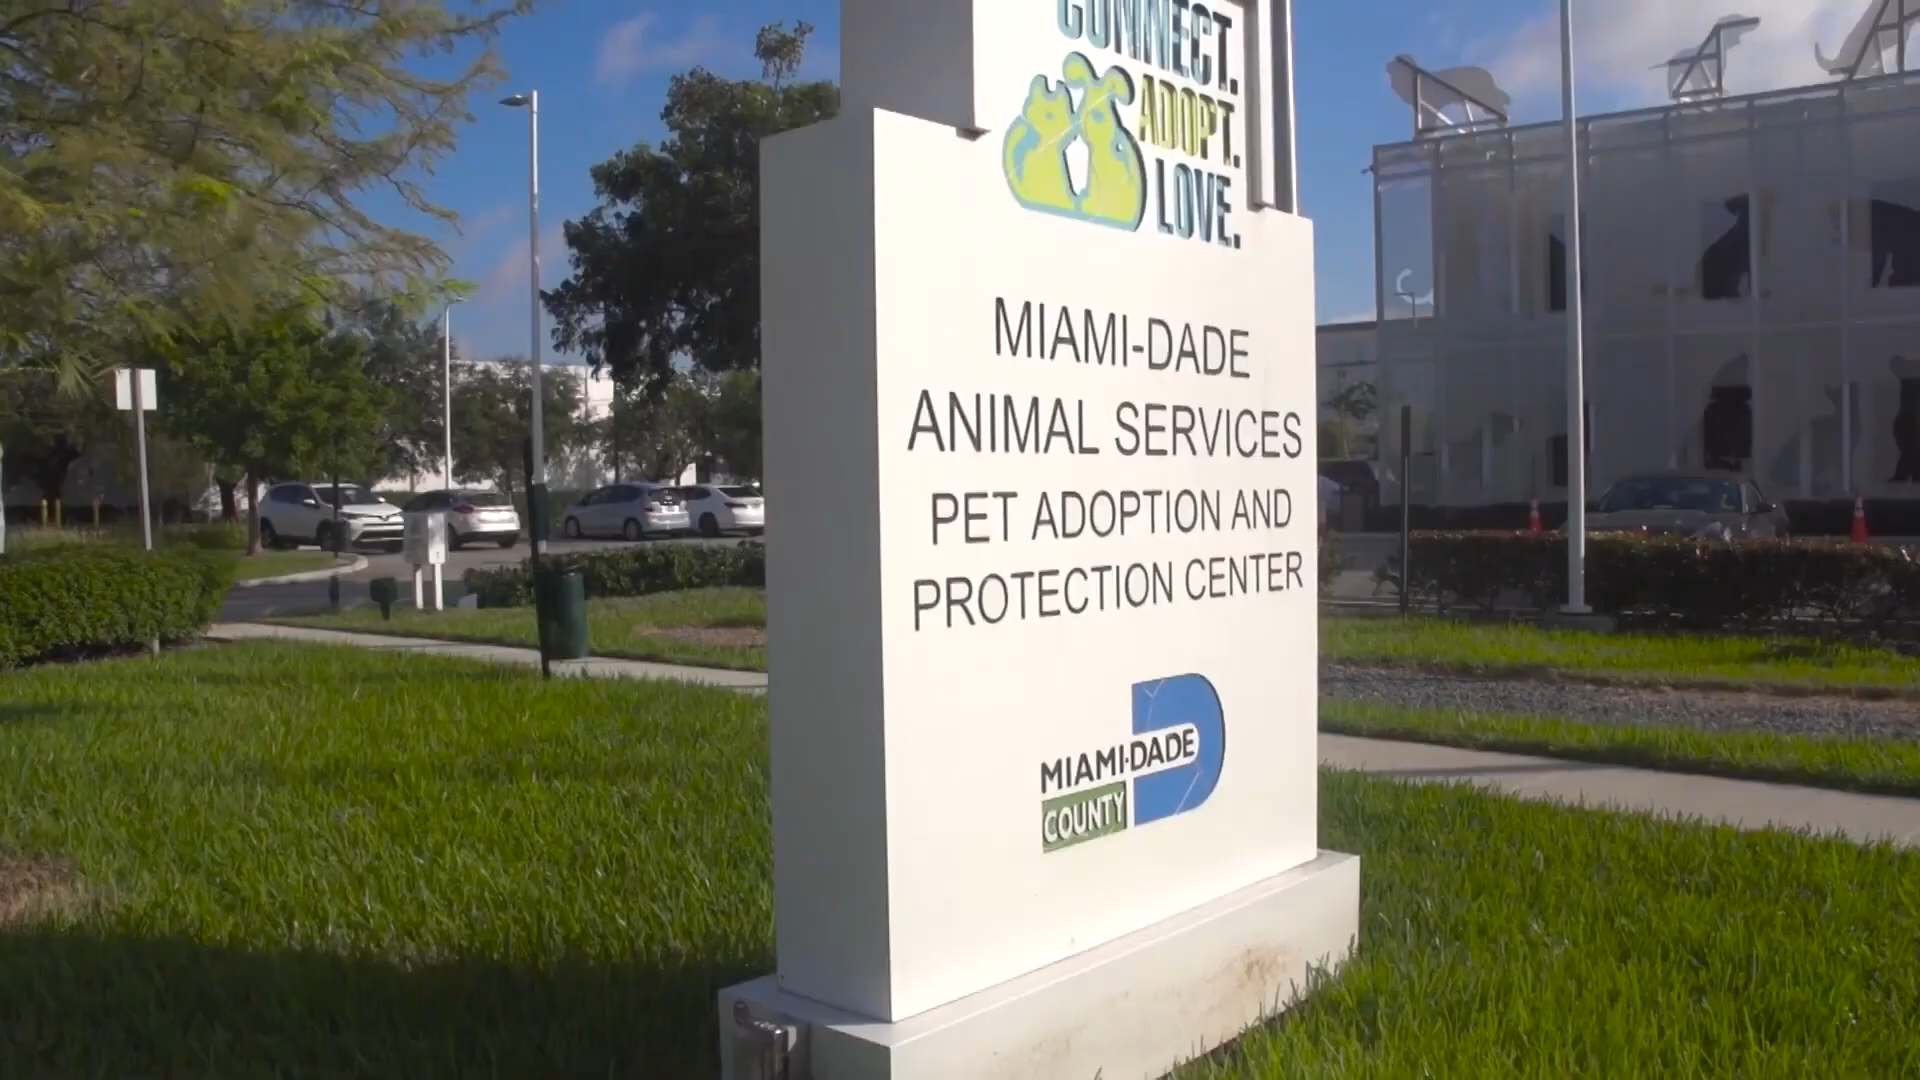 CONNECT.
ADOPT.
LOVE.
MIAMI-DADE
ANIMAL SERVICES
PET ADOPTION AND
PROTECTION CENTER
MIAMI-DADE
COUNTY